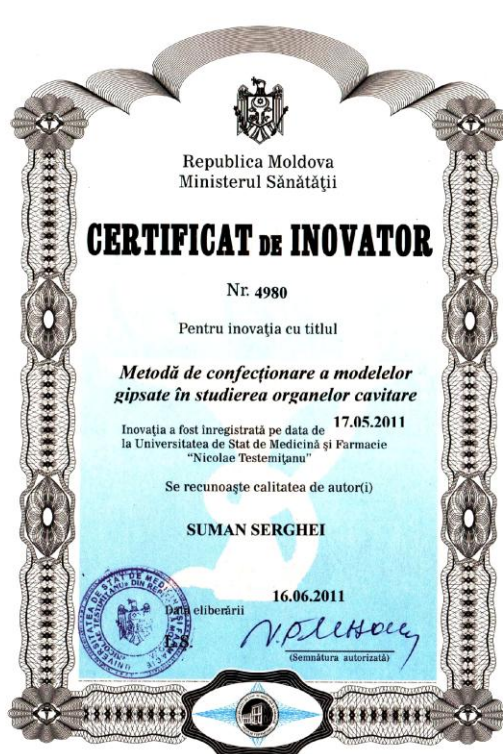 Republica Moldova
Ministerul Sănătăţii
CERTIFICAT DE INOVATOR
Nr. 4980
Pentru inovaţia cu titlul
Metodă de confecționare a modelelor
gipsate în studierea organelor cavitare
Inovaţia a fost înregistrată pe data de 17.05.2011
la Universitatea de Stat de Medicină şi Farmacie
“Nicolae Testemiţanu”
Se recunoaşte calitatea de autor(i)
SUMAN SERGHEI
16.06.2011
Data eliberării
(Semnătura autorizată)